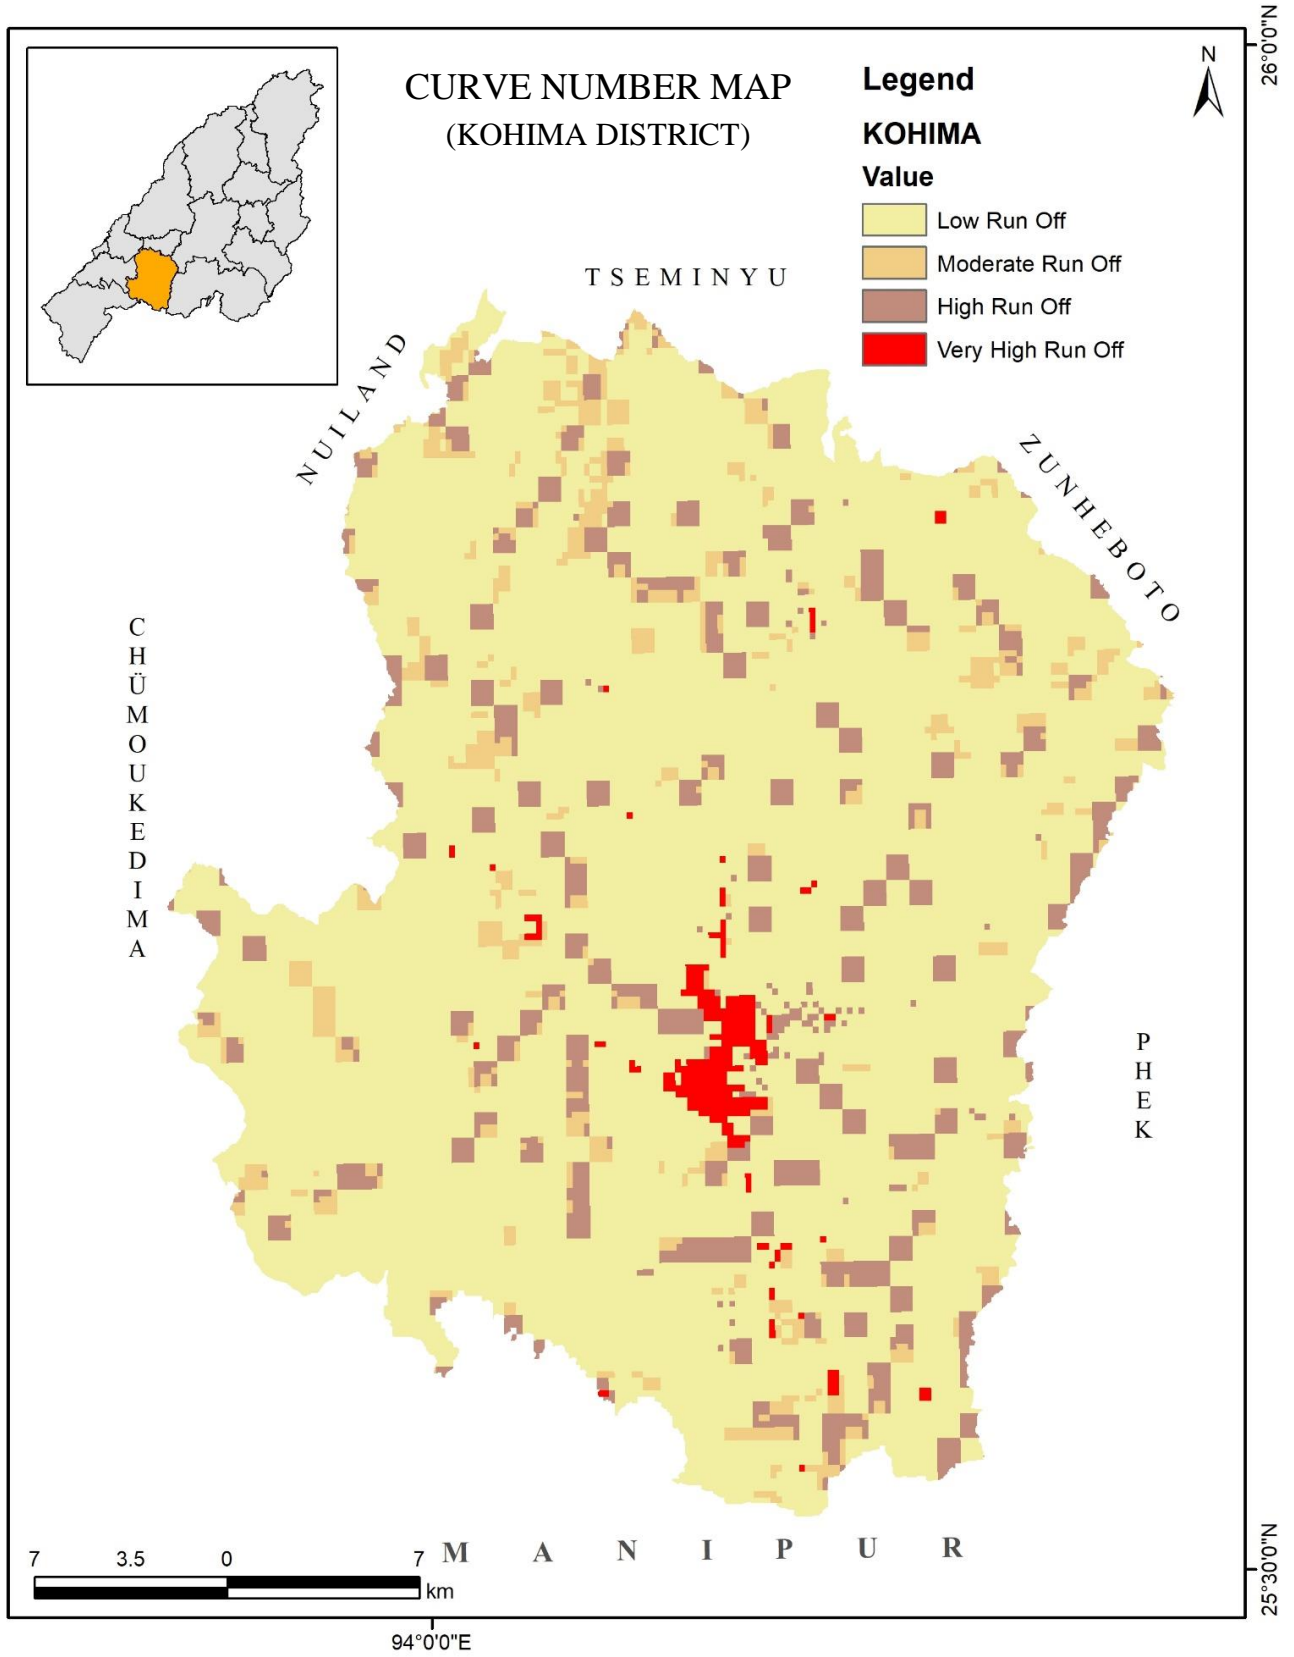 CURVE NUMBER MAP
(KOHIMA DISTRICT)
Legend
KOHIMA
Value
Low Run Off
Moderate Run Off
High Run Off
Very High Run Off
N
26°0'0"N
TSEMINYU
NUILAND
ZUNHEBOTO
CHÜMOUKEDIMA
PHEK
MANIPUR
7 3.5 0 7
km
94°0'0"E
25°30'0"N